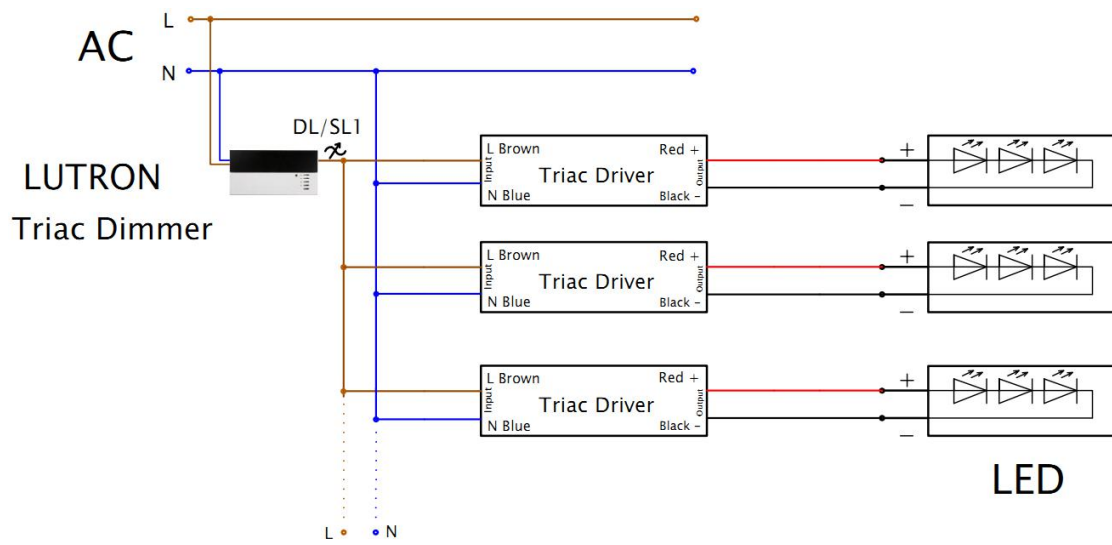 L
AC
N
DL/SL1
LUTRON
Triac Dimmer
L Brown
Red +
Input
Triac Driver
Output
N Blue
Black -
+
−
L Brown
Red +
Input
Triac Driver
Output
N Blue
Black -
+
−
L Brown
Red +
Input
Triac Driver
Output
N Blue
Black -
+
−
LED
L
N